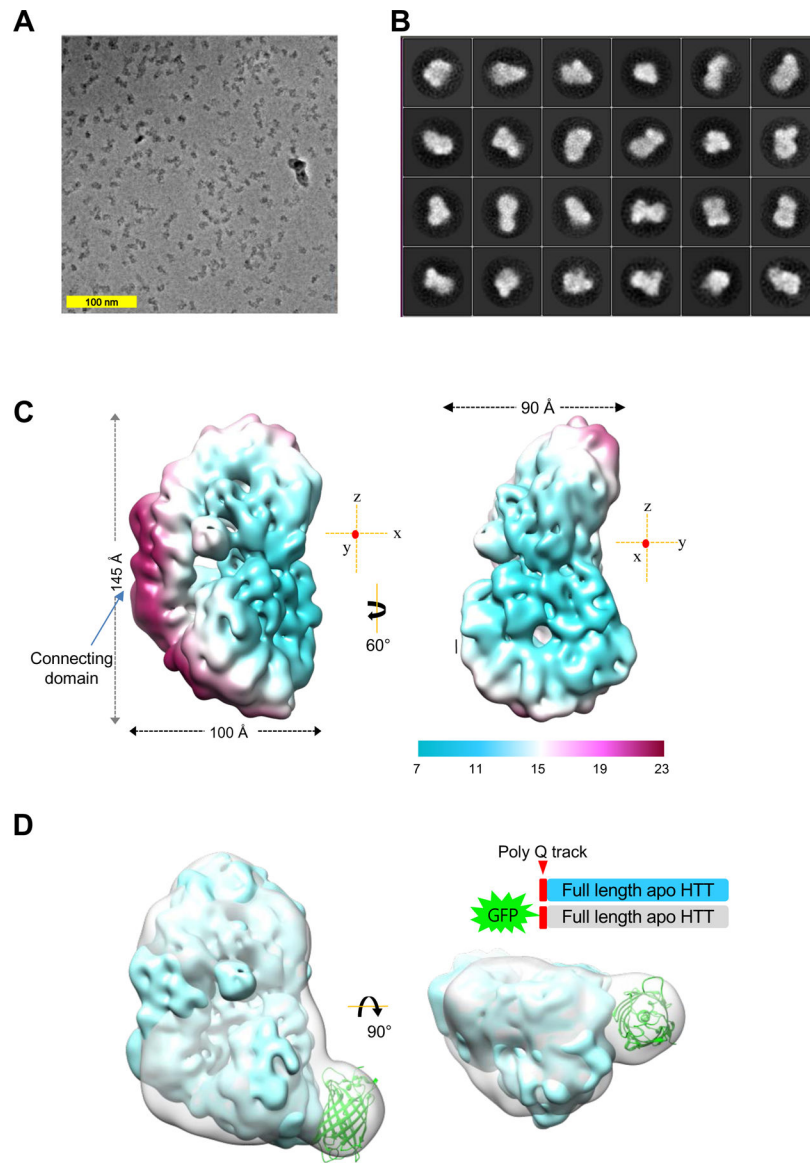 A
B
100 nm
C
90 Å
z
x
y
z
y
x
145 Å
60°
Connecting
domain
100 Å
7 11 15 19 23
D
Poly Q track
Full length apo HTT
GFP
Full length apo HTT
90°